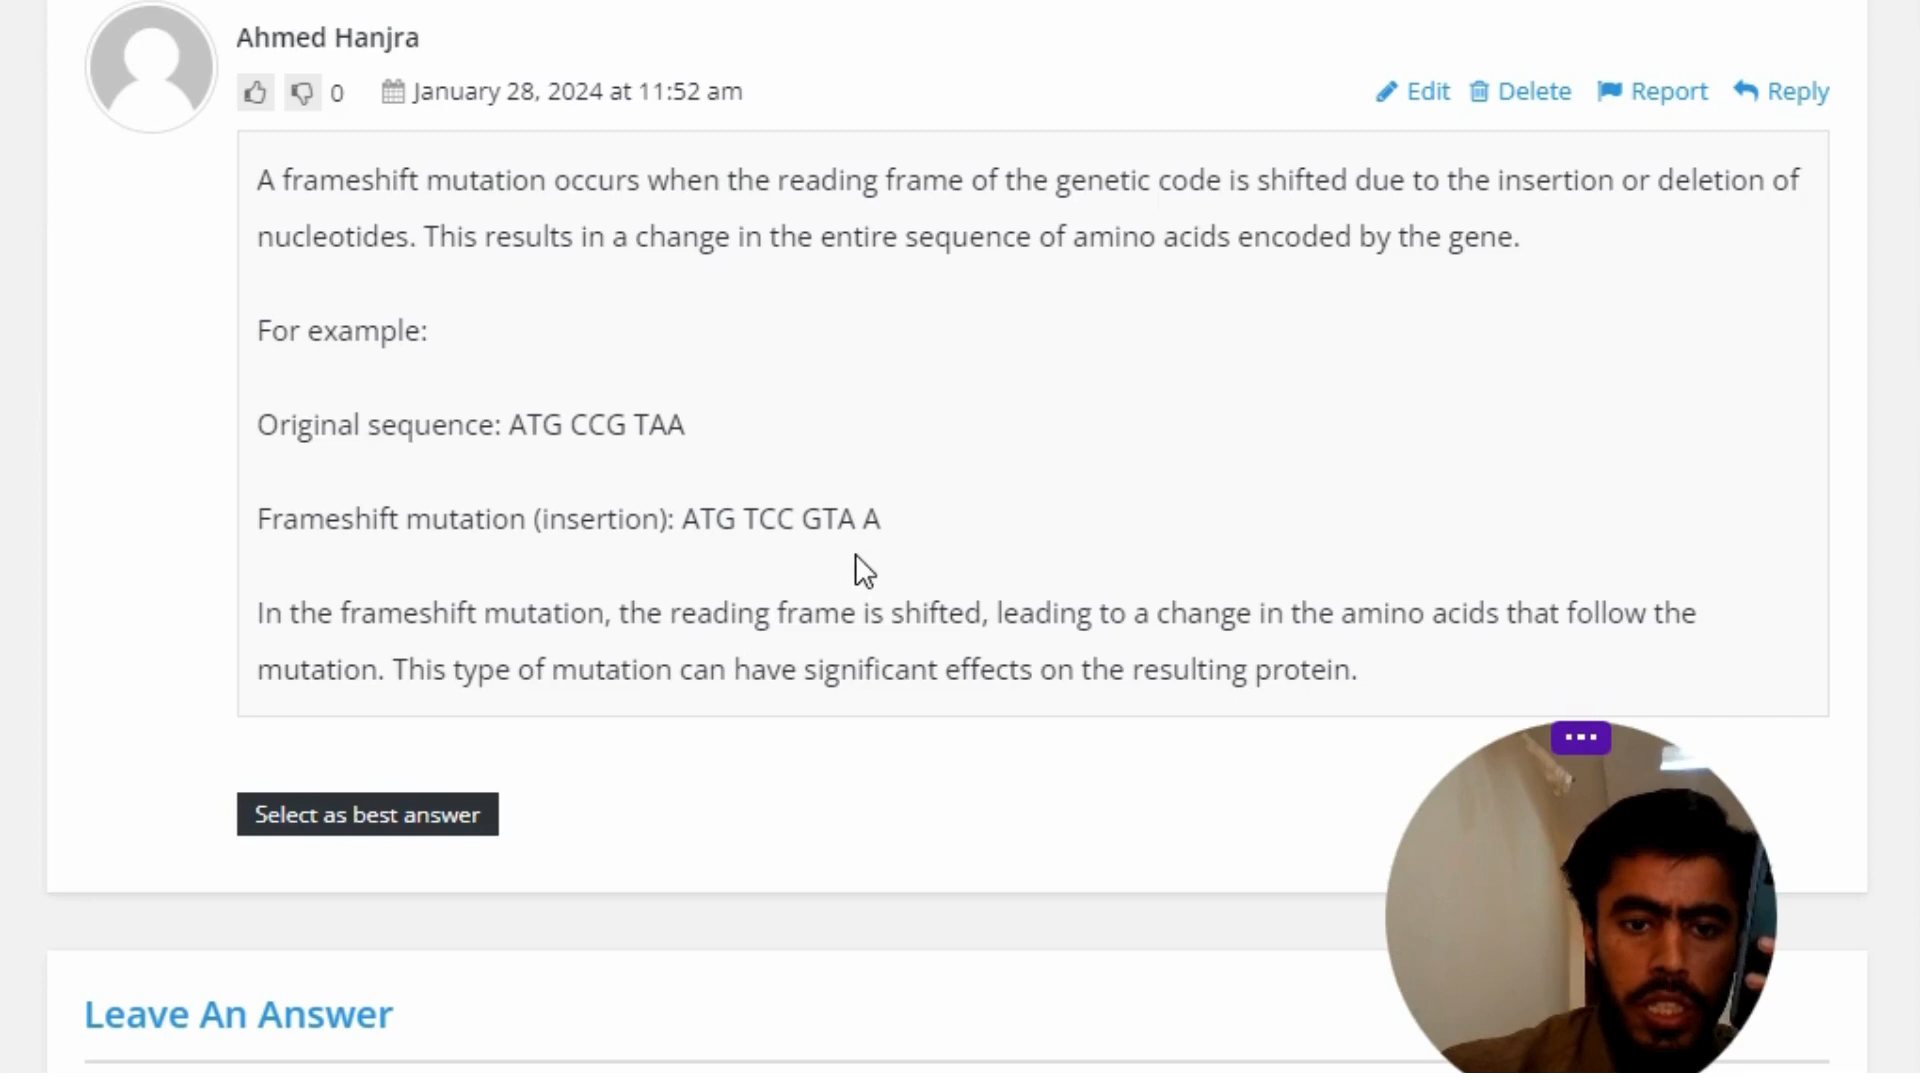 Ahmed Hanjra
0 January 28, 2024 at 11:52 am Edit Delete Report Reply
A frameshift mutation occurs when the reading frame of the genetic code is shifted due to the insertion or deletion of
nucleotides. This results in a change in the entire sequence of amino acids encoded by the gene.
For example:
Original sequence: ATG CCG TAA
Frameshift mutation (insertion): ATG TCC GTA A
In the frameshift mutation, the reading frame is shifted, leading to a change in the amino acids that follow the
mutation. This type of mutation can have significant effects on the resulting protein.
Select as best answer
Leave An Answer